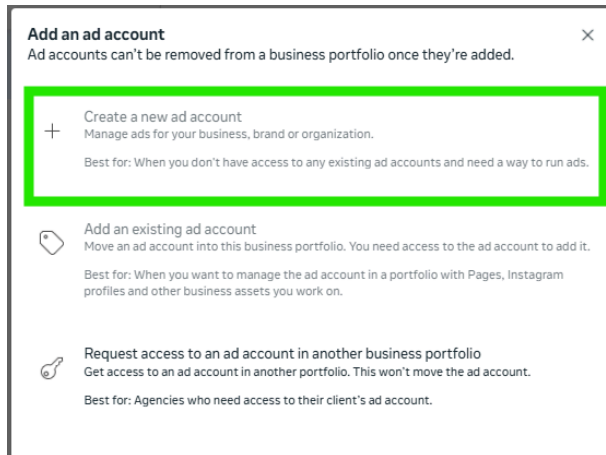 Add an ad account
Ad accounts can't be removed from a business portfolio once they're added.
Create a new ad account
Manage ads for your business, brand or organization.
Best for: When you don't have access to any existing ad accounts and need a way to run ads.
Add an existing ad account
Move an ad account into this business portfolio. You need access to the ad account to add it.
Best for: When you want to manage the ad account in a portfolio with Pages, Instagram
profiles and other business assets you work on.
Request access to an ad account in another business portfolio
Get access to an ad account in another portfolio. This won't move the ad account.
Best for: Agencies who need access to their client's ad account.